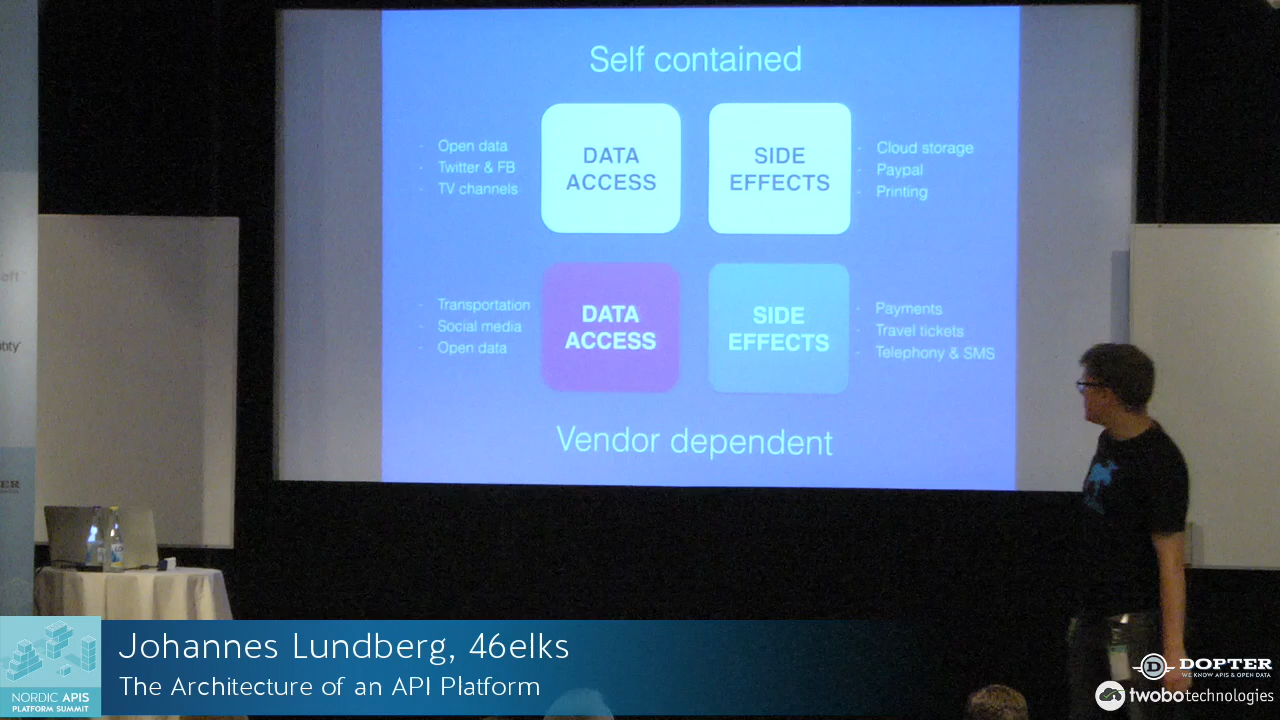 Self contained
- Open data
- Twitter & FB
- TV channels
DATA
ACCESS
SIDE
EFFECTS
- Cloud storage
- Paypal
- Printing
- Transportation
- Social media
- Open data
DATA
ACCESS
SIDE
EFFECTS
- Payments
- Travel tickets
- Telephony & SMS
Vendor dependent
Johannes Lundberg, 46elks
The Architecture of an API Platform
NORDIC APIS
PLATFORM SUMMIT
DOPTER
WE KNOW APIS & OPEN DATA
twobotechnologies